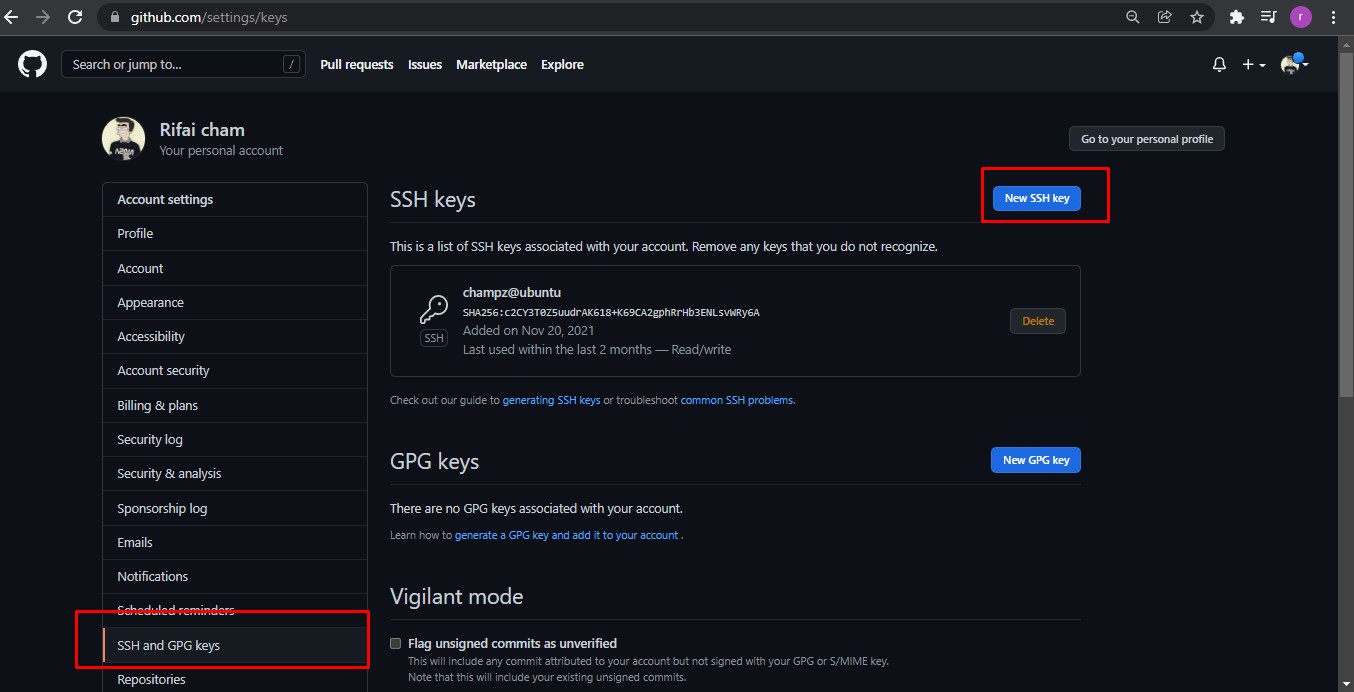 github.com/settings/keys
r
Search or jump to...
/
Pull requests
Issues
Marketplace
Explore
Rifai cham
Your personal account
Go to your personal profile
Account settings
Profile
Account
Appearance
Accessibility
Account security
Billing & plans
Security log
Security & analysis
Sponsorship log
Emails
Notifications
Scheduled reminders
SSH and GPG keys
Repositories
SSH keys
New SSH key
This is a list of SSH keys associated with your account. Remove any keys that you do not recognize.
champz@ubuntu
SHA256:c2CY3T0Z5uudrAK618+K69CA2gphRrHb3ENLsvWRy6A
Added on Nov 20, 2021
Last used within the last 2 months — Read/write
SSH
Delete
Check out our guide to generating SSH keys or troubleshoot common SSH problems.
GPG keys
New GPG key
There are no GPG keys associated with your account.
Learn how to generate a GPG key and add it to your account .
Vigilant mode
Flag unsigned commits as unverified
This will include any commit attributed to your account but not signed with your GPG or S/MIME key.
Note that this will include your existing unsigned commits.